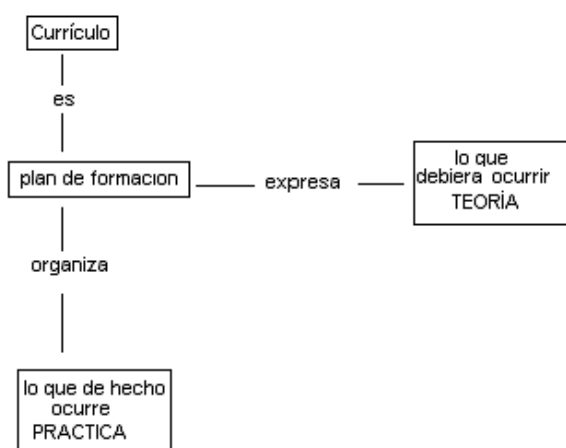 Currículo
es
plan de formacion
expresa
lo que
debiera ocurrir
TEORÍA
organiza
lo que de hecho
ocurre
PRACTICA